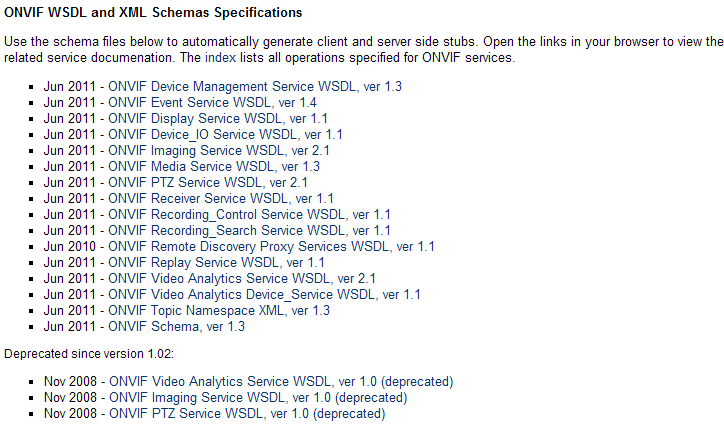 ONVIF WSDL and XML Schemas Specifications
Use the schema files below to automatically generate client and server side stubs. Open the links in your browser to view the
related service documenation. The index lists all operations specified for ONVIF services.
Jun 2011 - ONVIF Device Management Service WSDL, ver 1.3
Jun 2011 - ONVIF Event Service WSDL, ver 1.4
Jun 2011 - ONVIF Display Service WSDL, ver 1.1
Jun 2011 - ONVIF Device_IO Service WSDL, ver 1.1
Jun 2011 - ONVIF Imaging Service WSDL, ver 2.1
Jun 2011 - ONVIF Media Service WSDL, ver 1.3
Jun 2011 - ONVIF PTZ Service WSDL, ver 2.1
Jun 2011 - ONVIF Receiver Service WSDL, ver 1.1
Jun 2011 - ONVIF Recording_Control Service WSDL, ver 1.1
Jun 2011 - ONVIF Recording_Search Service WSDL, ver 1.1
Jun 2010 - ONVIF Remote Discovery Proxy Services WSDL, ver 1.1
Jun 2011 - ONVIF Replay Service WSDL, ver 1.1
Jun 2011 - ONVIF Video Analytics Service WSDL, ver 2.1
Jun 2011 - ONVIF Video Analytics Device_Service WSDL, ver 1.1
Jun 2011 - ONVIF Topic Namespace XML, ver 1.3
Jun 2011 - ONVIF Schema, ver 1.3
Deprecated since version 1.02:
Nov 2008 - ONVIF Video Analytics Service WSDL, ver 1.0 (deprecated)
Nov 2008 - ONVIF Imaging Service WSDL, ver 1.0 (deprecated)
Nov 2008 - ONVIF PTZ Service WSDL, ver 1.0 (deprecated)